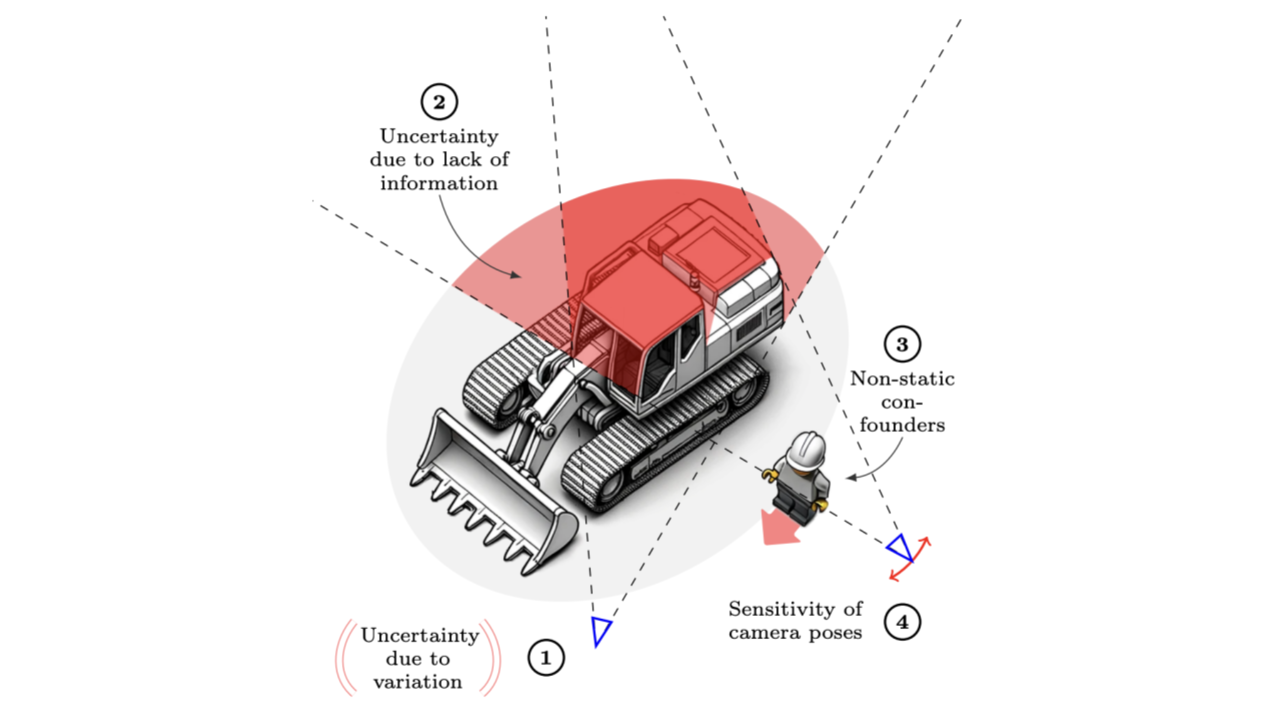 2
Uncertainty
due to lack of
information
3
Non-static
con-
founders
Sensitivity of
camera poses
4
Uncertainty
due to
variation
1